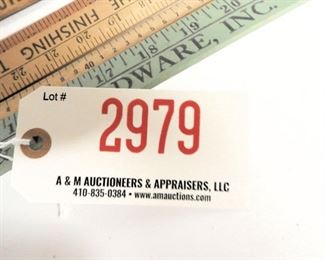 FINISHING
DWARE, INC.
Lot #
2979
A & M AUCTIONEERS & APPRAISERS, LLC
410-835-0384 • www.amauctions.com